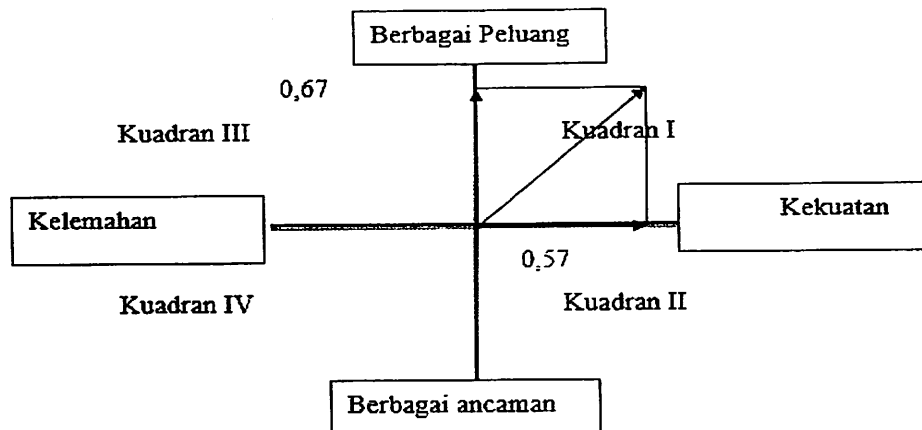 Berbagai Peluang
0,67
Kuadran III
Kuadran I
Kelemahan
Kekuatan
0,57
Kuadran IV
Kuadran II
Berbagai ancaman